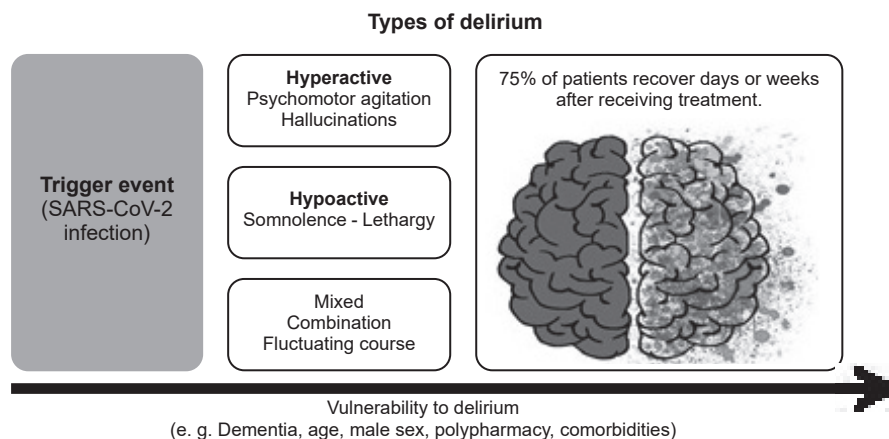 Types of delirium
Trigger event
(SARS-CoV-2
infection)
Hyperactive
Psychomotor agitation
Hallucinations
Hypoactive
Somnolence - Lethargy
Mixed
Combination
Fluctuating course
75% of patients recover days or weeks
after receiving treatment.
Vulnerability to delirium
(e. g. Dementia, age, male sex, polypharmacy, comorbidities)